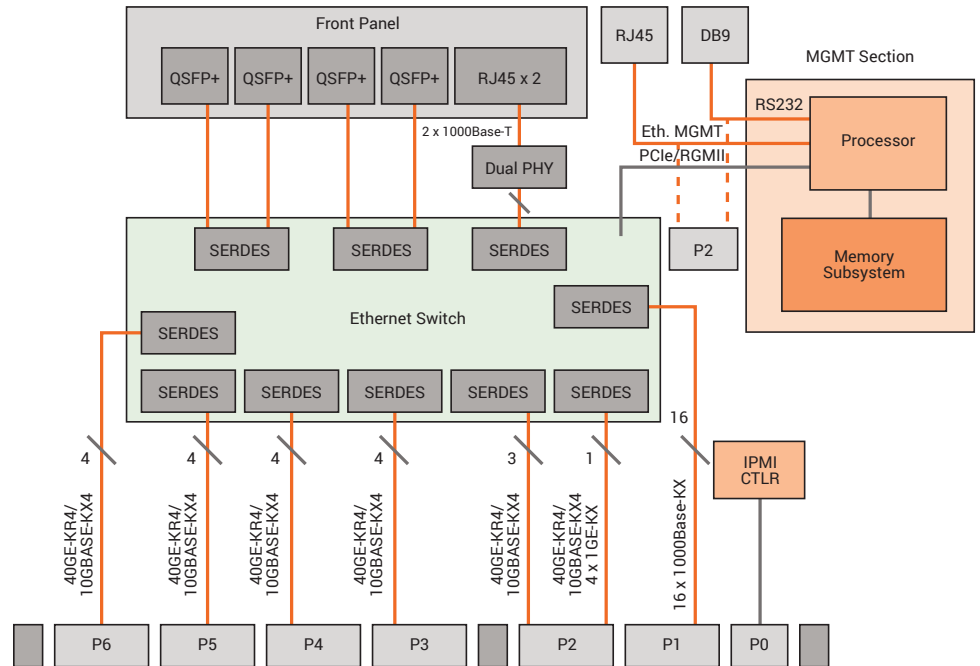 Front Panel
RJ45
DB9
MGMT Section
QSFP+
QSFP+
QSFP+
QSFP+
RJ45 x 2
RS232
2 x 1000Base-T
Eth. MGMT
Processor
PCIe/RGMII
Dual PHY
SERDES
SERDES
SERDES
P2
Memory
Subsystem
SERDES
Ethernet Switch
SERDES
SERDES
SERDES
SERDES
SERDES
SERDES
16
4
4
4
4
3
1
IPMI
CTLR
40GE-KR4/
10GBASE-KX4
40GE-KR4/
10GBASE-KX4
40GE-KR4/
10GBASE-KX4
40GE-KR4/
10GBASE-KX4
40GE-KR4/
10GBASE-KX4
40GE-KR4/
10GBASE-KX4
4 x 1GE-KX
16 x 1000Base-KX
P6
P5
P4
P3
P2
P1
P0